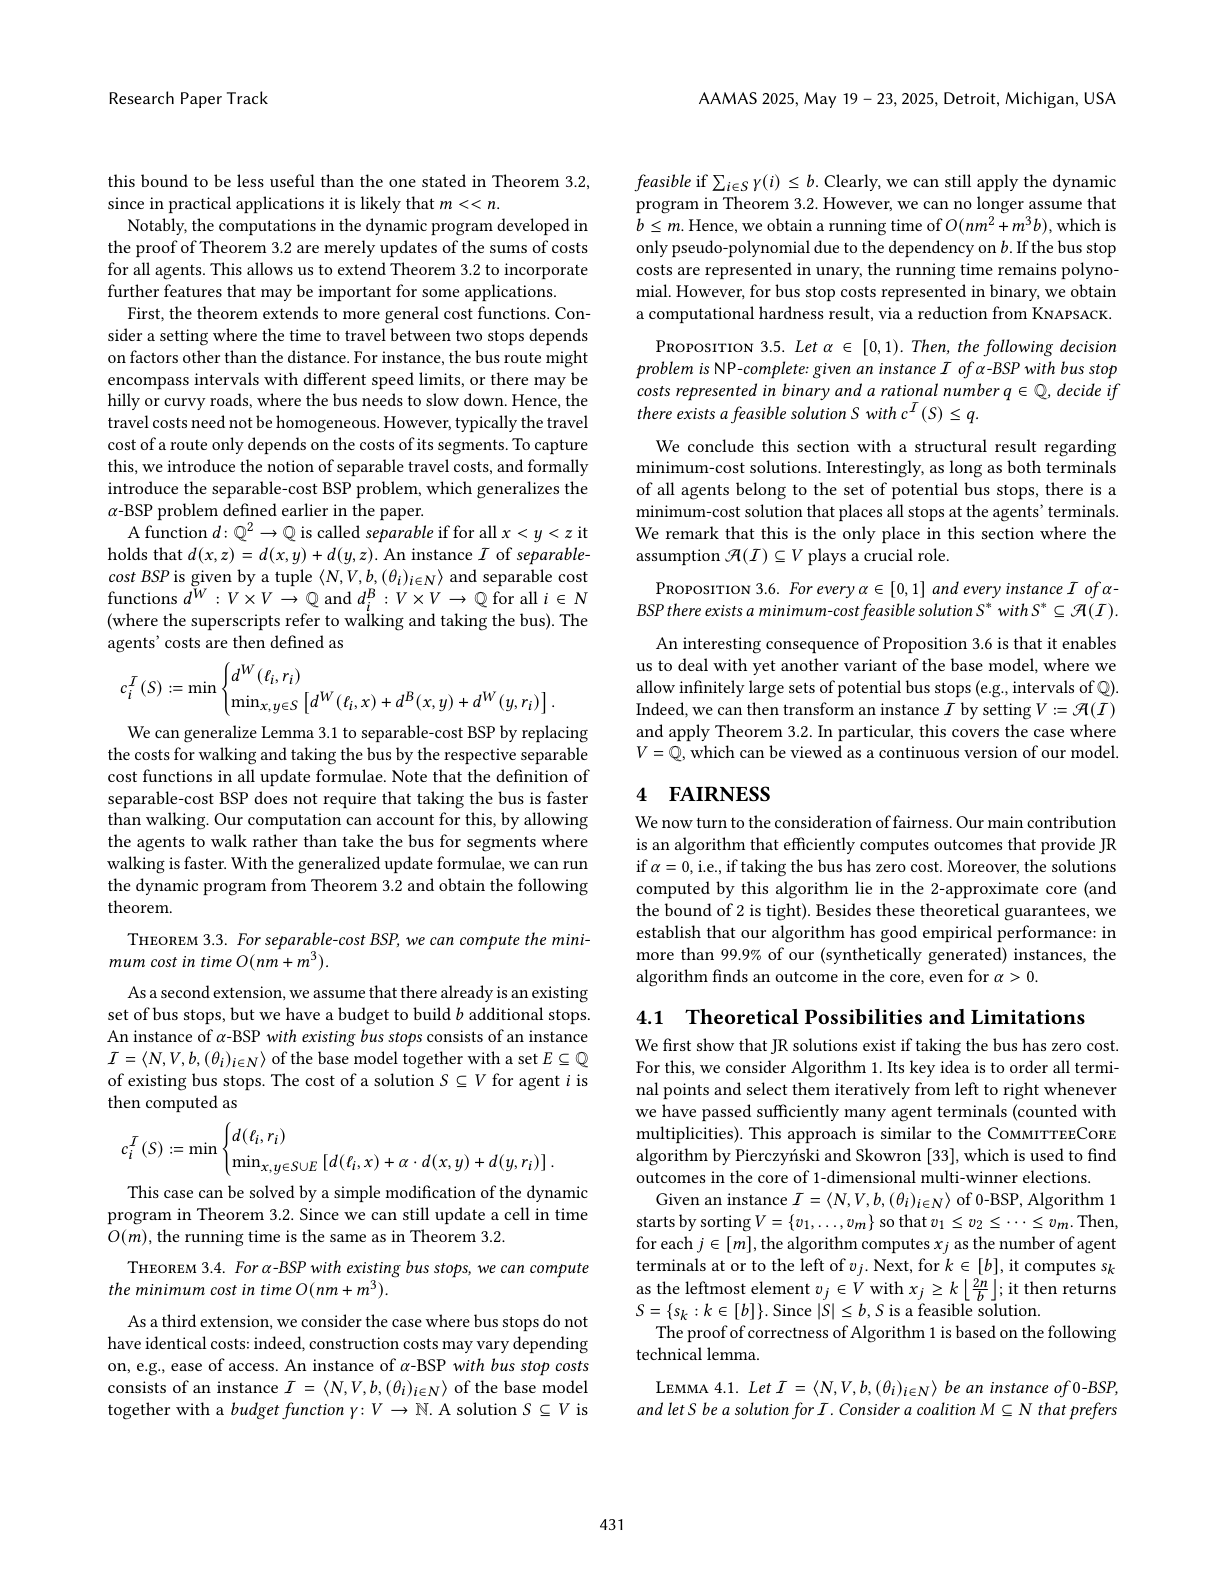 Research Paper Track
AAMAS 2025, May 19 – 23, 2025, Detroit, Michigan, USA
this bound to be less useful than the one stated in Theorem 3.2,
since in practical applications it is likely that m << n.
Notably, the computations in the dynamic program developed in
the proof of Theorem 3.2 are merely updates of the sums of costs
for all agents. This allows us to extend Theorem 3.2 to incorporate
further features that may be important for some applications.
First, the theorem extends to more general cost functions. Con-
sider a setting where the time to travel between two stops depends
on factors other than the distance. For instance, the bus route might
encompass intervals with different speed limits, or there may be
hilly or curvy roads, where the bus needs to slow down. Hence, the
travel costs need not be homogeneous. However, typically the travel
cost of a route only depends on the costs of its segments. To capture
this, we introduce the notion of separable travel costs, and formally
introduce the separable-cost BSP problem, which generalizes the
α-BSP problem defined earlier in the paper.
A function d: ℚ² → ℚ is called separable if for all x < y < z it
holds that d(x, z) = d(x, y) + d(y, z). An instance I of separable-
cost BSP is given by a tuple ⟨N, V, b, (θ_i)_{i∈N}⟩ and separable cost
functions d^W : V × V → ℚ and d_i^B : V × V → ℚ for all i ∈ N
(where the superscripts refer to walking and taking the bus). The
agents' costs are then defined as
c_i^I(S) := min { d^W(ℓ_i, r_i)
min_{x,y∈S} [d^W(ℓ_i, x) + d^B(x, y) + d^W(y, r_i)] .
We can generalize Lemma 3.1 to separable-cost BSP by replacing
the costs for walking and taking the bus by the respective separable
cost functions in all update formulae. Note that the definition of
separable-cost BSP does not require that taking the bus is faster
than walking. Our computation can account for this, by allowing
the agents to walk rather than take the bus for segments where
walking is faster. With the generalized update formulae, we can run
the dynamic program from Theorem 3.2 and obtain the following
theorem.
Theorem 3.3. For separable-cost BSP, we can compute the mini-
mum cost in time O(nm + m³).
As a second extension, we assume that there already is an existing
set of bus stops, but we have a budget to build b additional stops.
An instance of α-BSP with existing bus stops consists of an instance
I = ⟨N, V, b, (θ_i)_{i∈N}⟩ of the base model together with a set E ⊆ ℚ
of existing bus stops. The cost of a solution S ⊆ V for agent i is
then computed as
c_i^I(S) := min { d(ℓ_i, r_i)
min_{x,y∈S∪E} [d(ℓ_i, x) + α · d(x, y) + d(y, r_i)] .
This case can be solved by a simple modification of the dynamic
program in Theorem 3.2. Since we can still update a cell in time
O(m), the running time is the same as in Theorem 3.2.
Theorem 3.4. For α-BSP with existing bus stops, we can compute
the minimum cost in time O(nm + m³).
As a third extension, we consider the case where bus stops do not
have identical costs: indeed, construction costs may vary depending
on, e.g., ease of access. An instance of α-BSP with bus stop costs
consists of an instance I = ⟨N, V, b, (θ_i)_{i∈N}⟩ of the base model
together with a budget function γ: V → ℕ. A solution S ⊆ V is
feasible if ∑_{i∈S} γ(i) ≤ b. Clearly, we can still apply the dynamic
program in Theorem 3.2. However, we can no longer assume that
b ≤ m. Hence, we obtain a running time of O(nm² + m³b), which is
only pseudo-polynomial due to the dependency on b. If the bus stop
costs are represented in unary, the running time remains polyno-
mial. However, for bus stop costs represented in binary, we obtain
a computational hardness result, via a reduction from Knapsack.
Proposition 3.5. Let α ∈ [0, 1). Then, the following decision
problem is NP-complete: given an instance I of α-BSP with bus stop
costs represented in binary and a rational number q ∈ ℚ, decide if
there exists a feasible solution S with c^I(S) ≤ q.
We conclude this section with a structural result regarding
minimum-cost solutions. Interestingly, as long as both terminals
of all agents belong to the set of potential bus stops, there is a
minimum-cost solution that places all stops at the agents' terminals.
We remark that this is the only place in this section where the
assumption 𝒜(I) ⊆ V plays a crucial role.
Proposition 3.6. For every α ∈ [0, 1] and every instance I of α-
BSP there exists a minimum-cost feasible solution S* with S* ⊆ 𝒜(I).
An interesting consequence of Proposition 3.6 is that it enables
us to deal with yet another variant of the base model, where we
allow infinitely large sets of potential bus stops (e.g., intervals of ℚ).
Indeed, we can then transform an instance I by setting V := 𝒜(I)
and apply Theorem 3.2. In particular, this covers the case where
V = ℚ, which can be viewed as a continuous version of our model.
4 FAIRNESS
We now turn to the consideration of fairness. Our main contribution
is an algorithm that efficiently computes outcomes that provide JR
if α = 0, i.e., if taking the bus has zero cost. Moreover, the solutions
computed by this algorithm lie in the 2-approximate core (and
the bound of 2 is tight). Besides these theoretical guarantees, we
establish that our algorithm has good empirical performance: in
more than 99.9% of our (synthetically generated) instances, the
algorithm finds an outcome in the core, even for α > 0.
4.1 Theoretical Possibilities and Limitations
We first show that JR solutions exist if taking the bus has zero cost.
For this, we consider Algorithm 1. Its key idea is to order all termi-
nal points and select them iteratively from left to right whenever
we have passed sufficiently many agent terminals (counted with
multiplicities). This approach is similar to the CommitteeCore
algorithm by Pierczyński and Skowron [33], which is used to find
outcomes in the core of 1-dimensional multi-winner elections.
Given an instance I = ⟨N, V, b, (θ_i)_{i∈N}⟩ of 0-BSP, Algorithm 1
starts by sorting V = {v_1, . . . , v_m} so that v_1 ≤ v_2 ≤ · · · ≤ v_m. Then,
for each j ∈ [m], the algorithm computes x_j as the number of agent
terminals at or to the left of v_j. Next, for k ∈ [b], it computes s_k
as the leftmost element v_j ∈ V with x_j ≥ k ⌊2n/b⌋; it then returns
S = {s_k : k ∈ [b]}. Since |S| ≤ b, S is a feasible solution.
The proof of correctness of Algorithm 1 is based on the following
technical lemma.
Lemma 4.1. Let I = ⟨N, V, b, (θ_i)_{i∈N}⟩ be an instance of 0-BSP,
and let S be a solution for I. Consider a coalition M ⊆ N that prefers
431